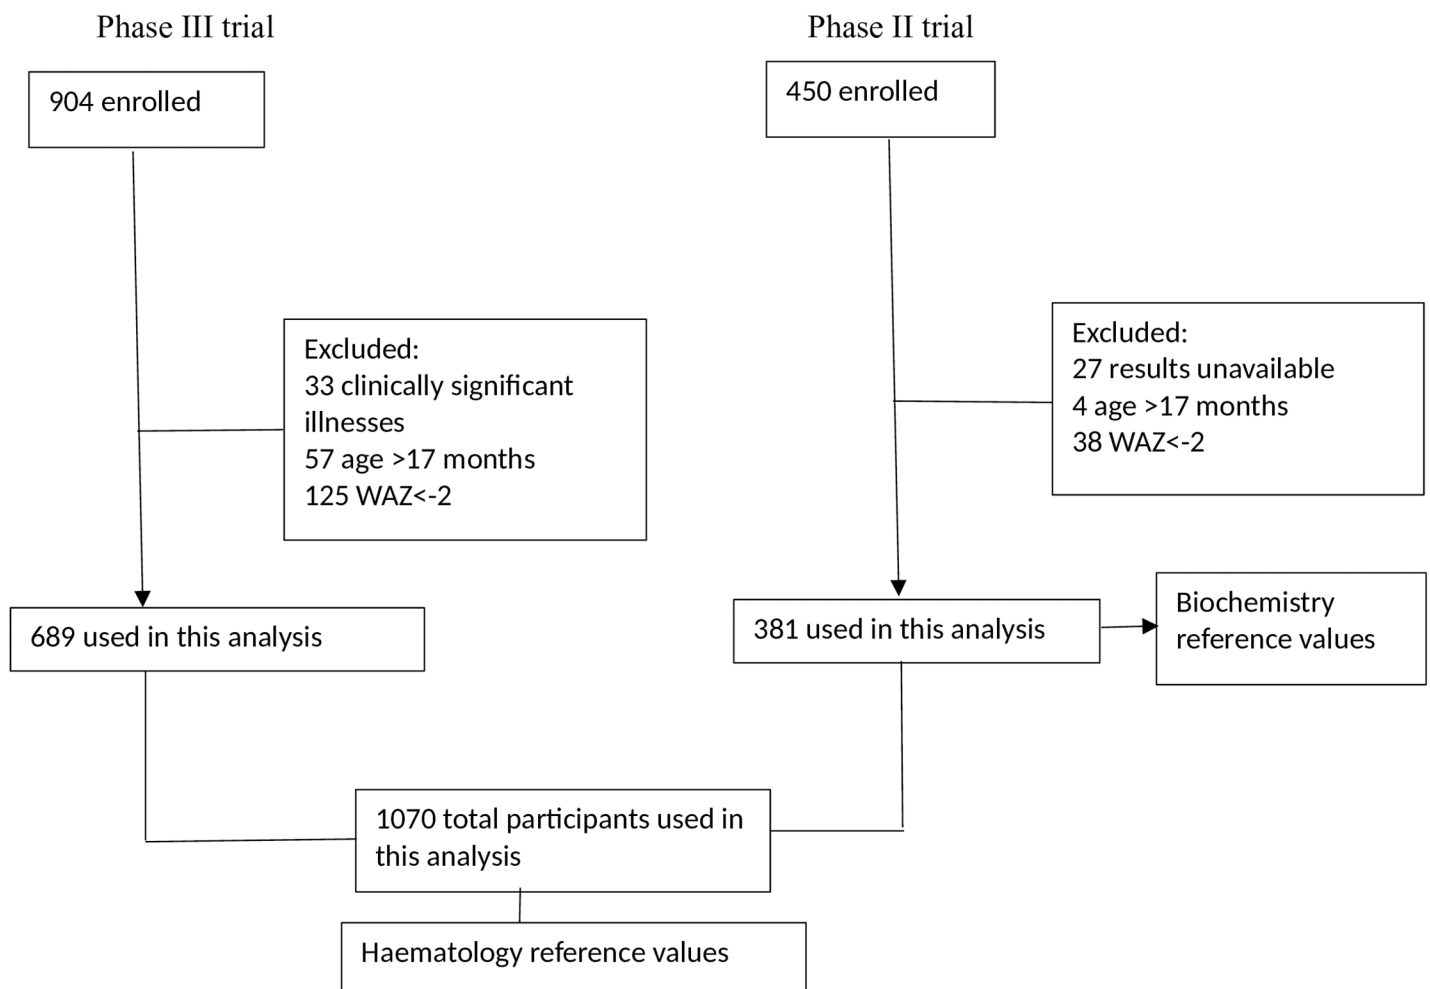 Phase III trial
Phase II trial
904 enrolled
450 enrolled
Excluded:
33 clinically significant
illnesses
57 age >17 months
125 WAZ<-2
Excluded:
27 results unavailable
4 age >17 months
38 WAZ<-2
689 used in this analysis
381 used in this analysis
Biochemistry
reference values
1070 total participants used in
this analysis
Haematology reference values